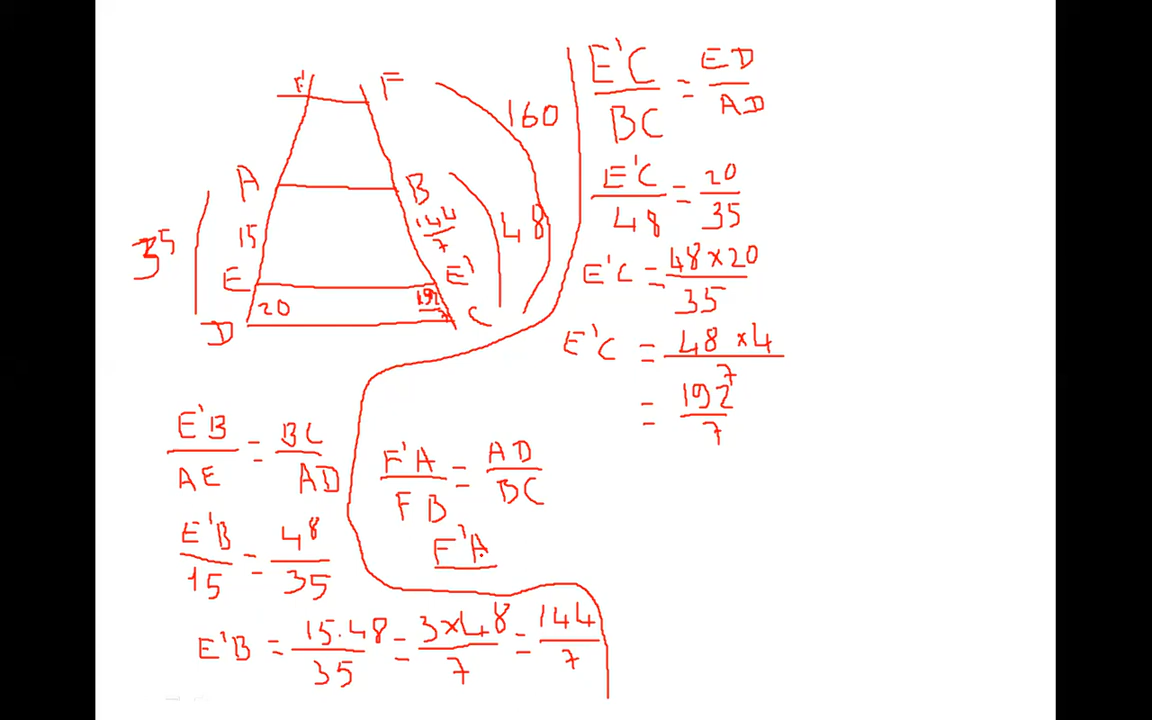 F' F
160
A B
35 15 144/7 48
E E'
20 192/7
D C
E'C/BC = ED/AD
E'C/48 = 20/35
E'C = 48×20/35
E'C = 48×4/7
= 192/7
E'B/AE = BC/AD
E'B/15 = 48/35
E'B = 15.48/35 = 3×48/7 = 144/7
F'A/FB = AD/BC
F'A